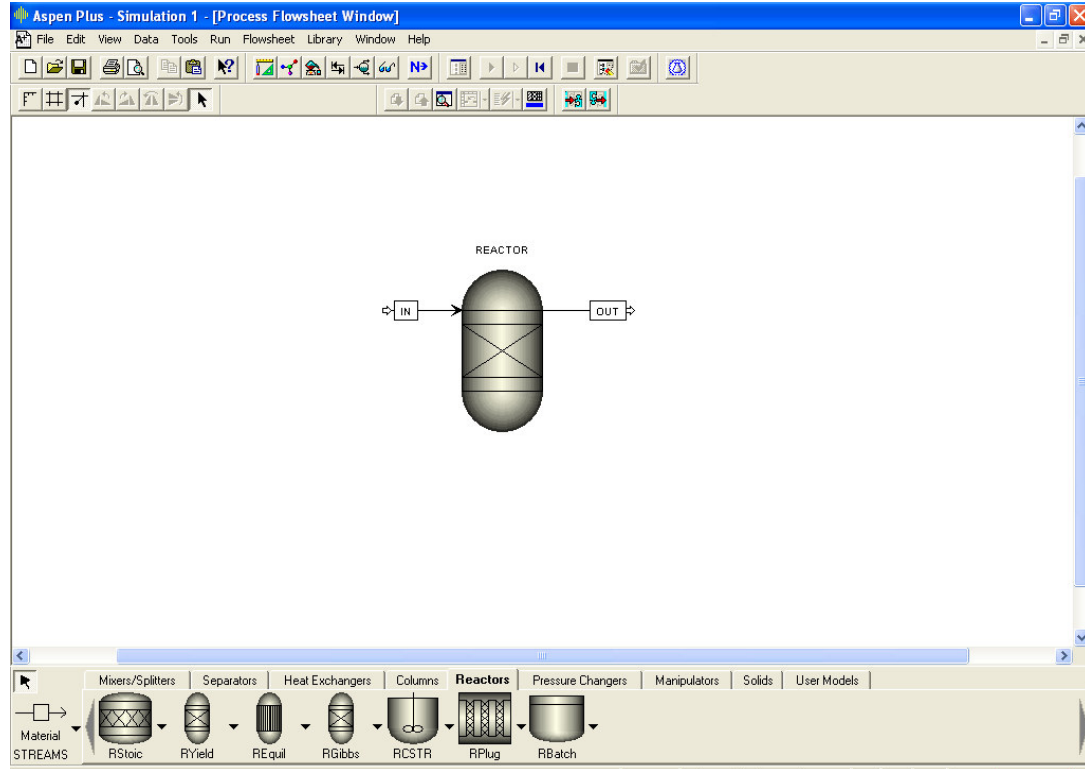 Aspen Plus - Simulation 1 - [Process Flowsheet Window]
File Edit View Data Tools Run Flowsheet Library Window Help
N
REACTOR
IN OUT
Mixers/Splitters Separators Heat Exchangers Columns Reactors Pressure Changers Manipulators Solids User Models
Material
STREAMS RStoic RYield REquil RGibbs RCSTR RPlug RBatch